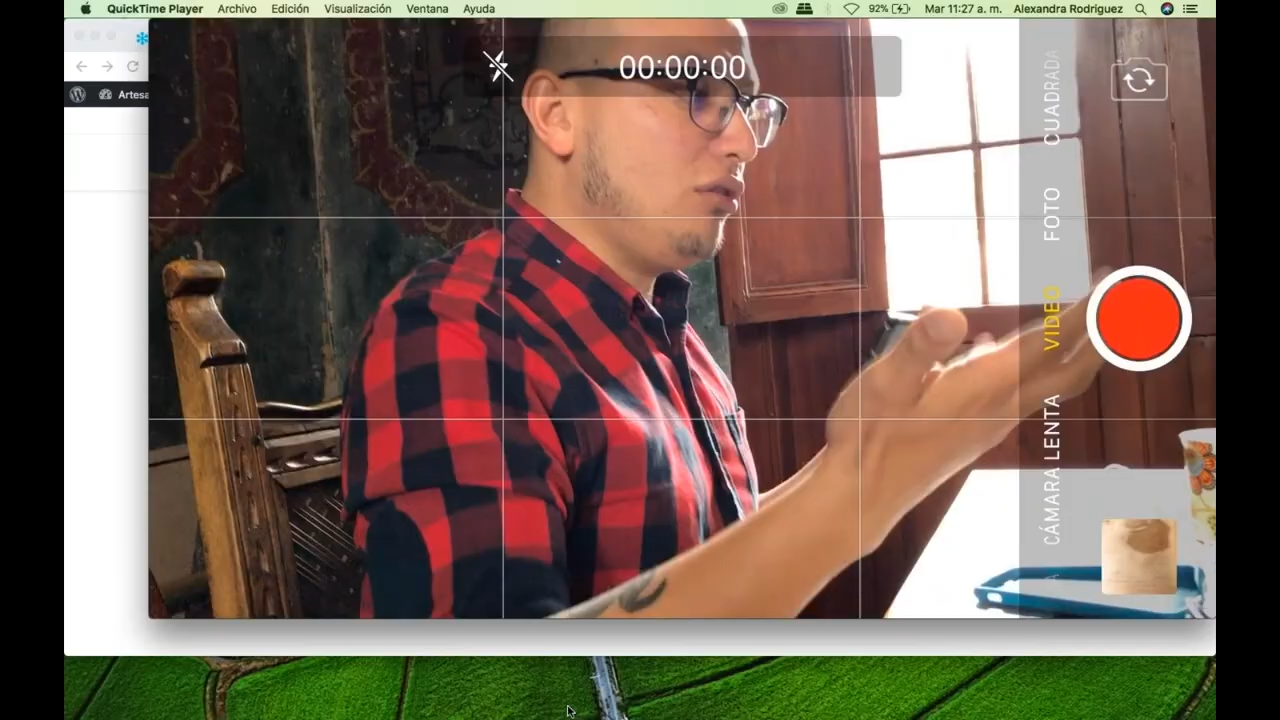 QuickTime Player Archivo Edición Visualización Ventana Ayuda 92% Mar 11:27 a. m. Alexandra Rodriguez
Artesa
00:00:00
CUADRADA
FOTO
VIDEO
CÁMARA LENTA
A